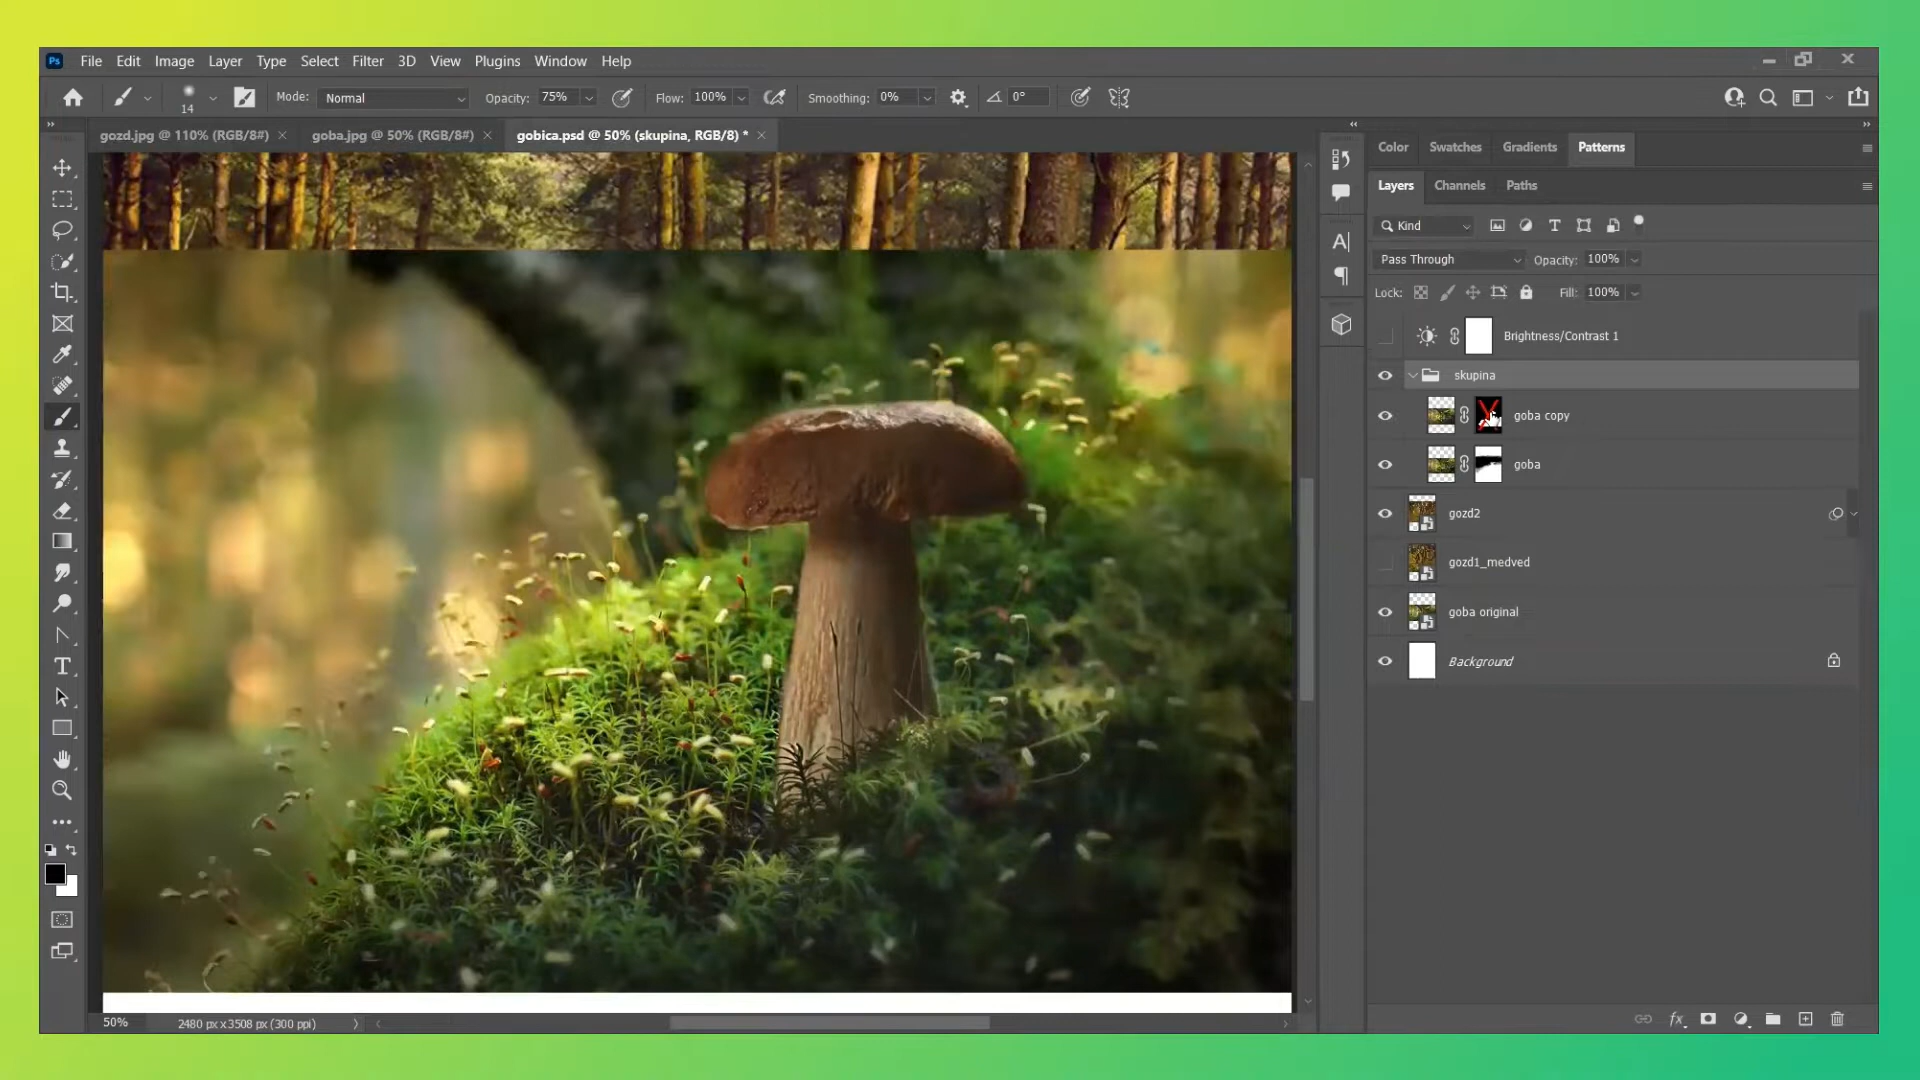 Ps File Edit Image Layer Type Select Filter 3D View Plugins Window Help
14 Mode: Normal Opacity: 75% Flow: 100% Smoothing: 0% 0°
gozd.jpg @ 110% (RGB/8#) goba.jpg @ 50% (RGB/8#) gobica.psd @ 50% (skupina, RGB/8) *
Color Swatches Gradients Patterns
Layers Channels Paths
Kind
Pass Through Opacity: 100%
Lock: Fill: 100%
Brightness/Contrast 1
skupina
goba copy
goba
gozd2
gozd1_medved
goba original
Background
50% 2480 px x 3508 px (300 ppi)